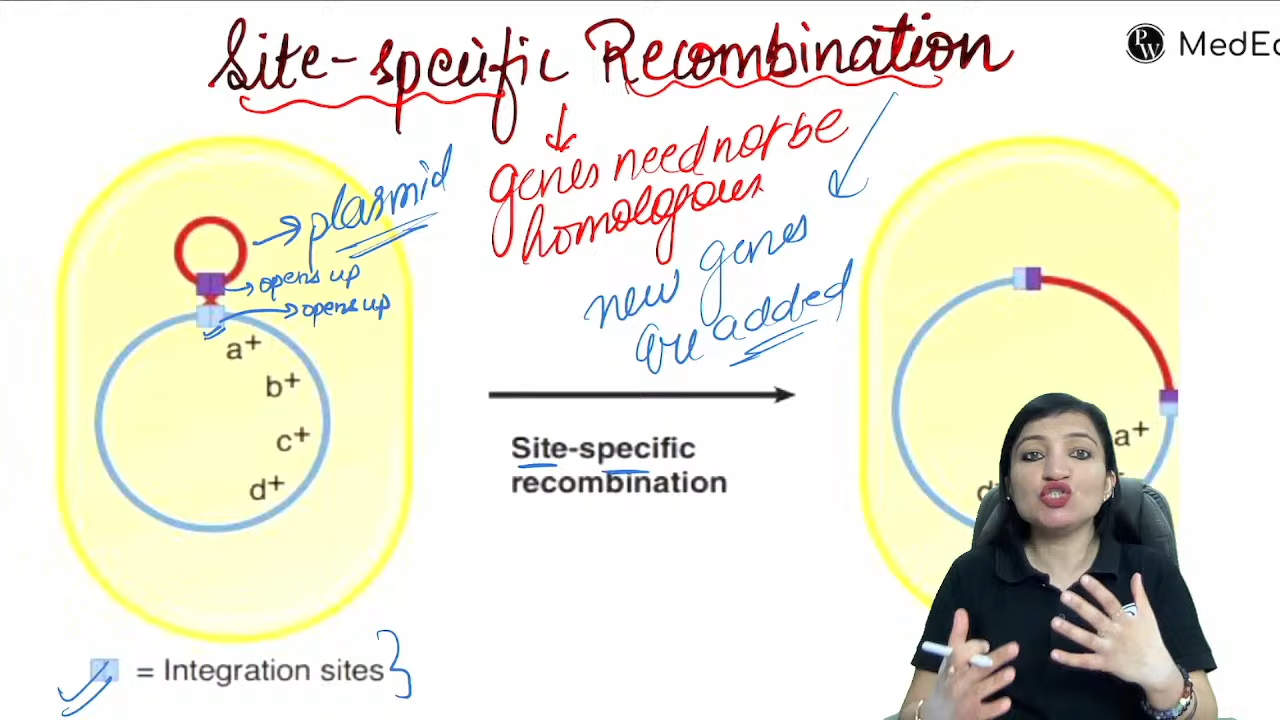 Site-specific Recombination
PW MedEd
plasmid
genes need not be
homologous
opens up
opens up
new genes
are added
a+
b+
c+
d+
Site-specific
recombination
a+
d
= Integration sites